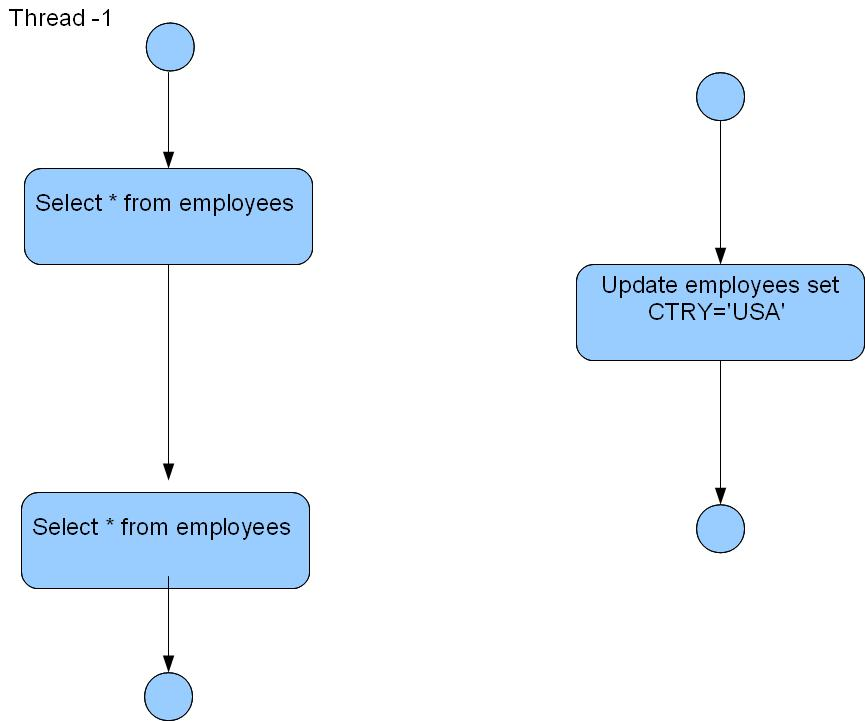 Thread -1
Select * from employees
Update employees set
CTRY='USA'
Select * from employees